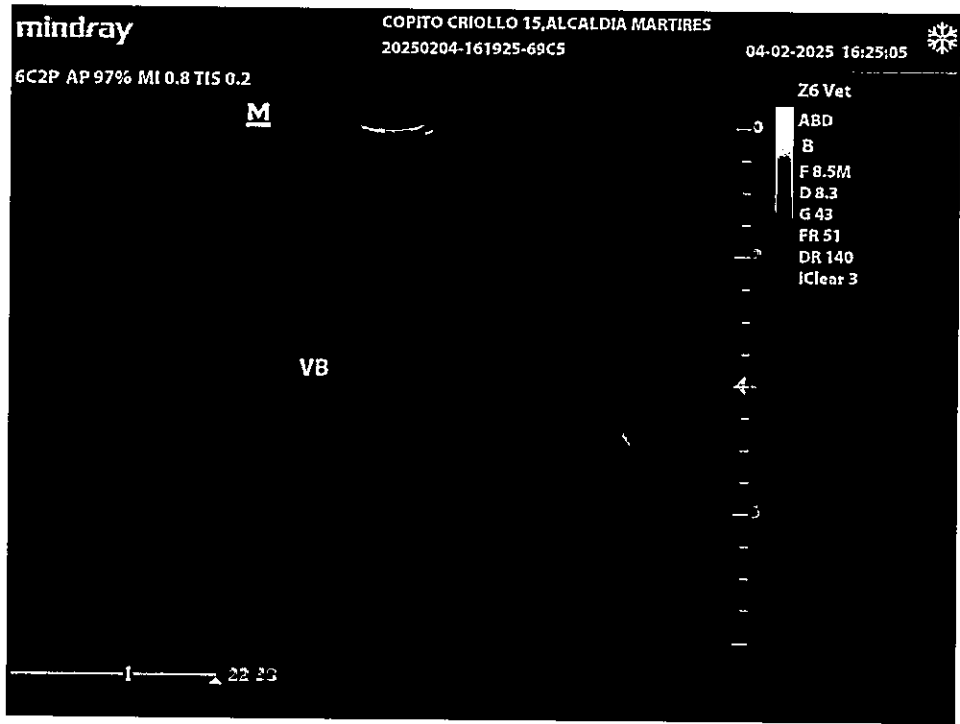 mindray
COPITO CRIOLLO 15,ALCALDIA MARTIRES
20250204-161925-69C5
04-02-2025 16:25:05
6C2P AP 97% MI 0.8 TIS 0.2
Z6 Vet
M
ABD
B
F 8.5M
D 8.3
G 43
FR 51
DR 140
iClear 3
0
VB
4